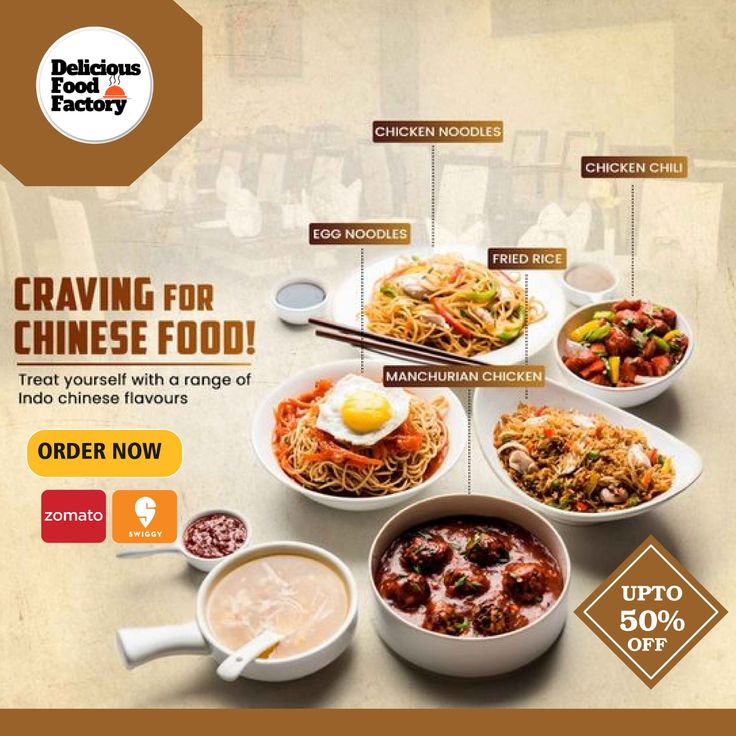 Delicious
Food
Factory
CHICKEN NOODLES
CHICKEN CHILI
EGG NOODLES
FRIED RICE
CRAVING FOR
CHINESE FOOD!
MANCHURIAN CHICKEN
Treat yourself with a range of
Indo chinese flavours
ORDER NOW
zomato
SWIGGY
UPTO
50%
OFF